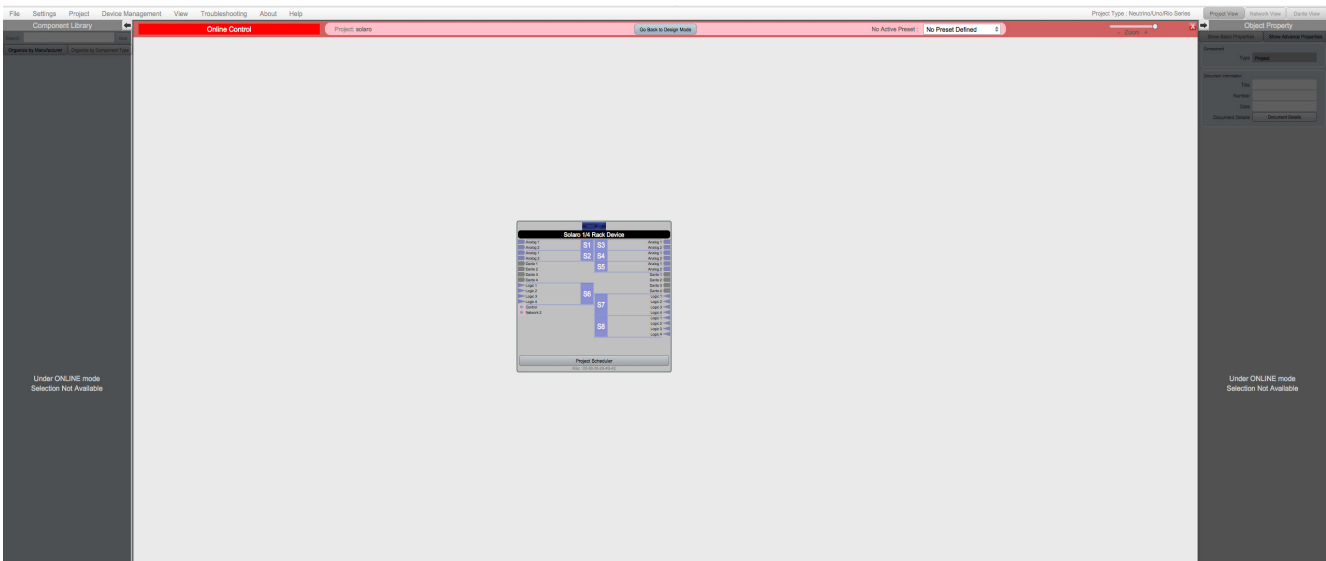 File Settings Project Device Management View Troubleshooting About Help
Project Type : Neutrino/Uno/Rio Series
Project View Network View Dante View
Component Library
Online Control
Project: solaro
Go Back to Design Mode
No Active Preset : No Preset Defined
- Zoom +
X
Object Property
Search
Organize by Manufacturer Organize by Component Type
Show Basic Properties Show Advance Properties
Component
Type Project
Document Information
Title
Number
Date
Document Details Document Details
Solaro 1/4 Rack Device
Analog 1 S1 S3 Analog 1
Analog 2 Analog 2
Analog 1 S2 S4 Analog 1
Analog 2 Analog 2
Dante 1 S5 Analog 1
Dante 2 Analog 2
Dante 3 Dante 1
Dante 4 Dante 2
Logic 1 S6 Dante 3
Logic 2 Dante 4
Logic 3 Logic 1
Logic 4 S7 Logic 2
Control Logic 3
Network 2 Logic 4
Logic 1
S8 Logic 2
Logic 3
Logic 4
Project Scheduler
Under ONLINE mode
Selection Not Available
Under ONLINE mode
Selection Not Available